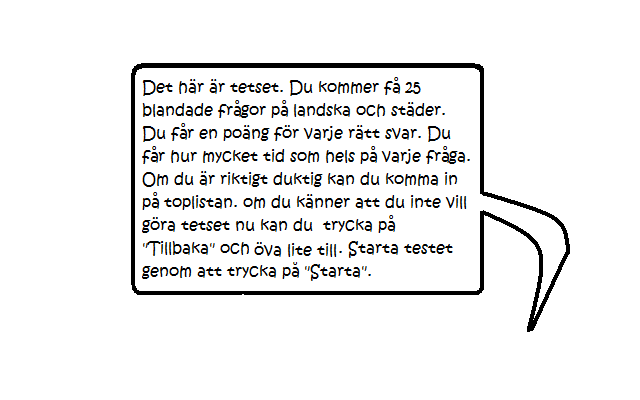 Det här är tetset. Du kommer få 25
blandade frågor på landska och städer.
Du får en poäng för varje rätt svar. Du
får hur mycket tid som hels på varje fråga.
Om du är riktigt duktig kan du komma in
på toplistan. om du känner att du inte vill
göra tetset nu kan du  trycka på
"Tillbaka" och öva lite till. Starta testet
genom att trycka på "Starta".